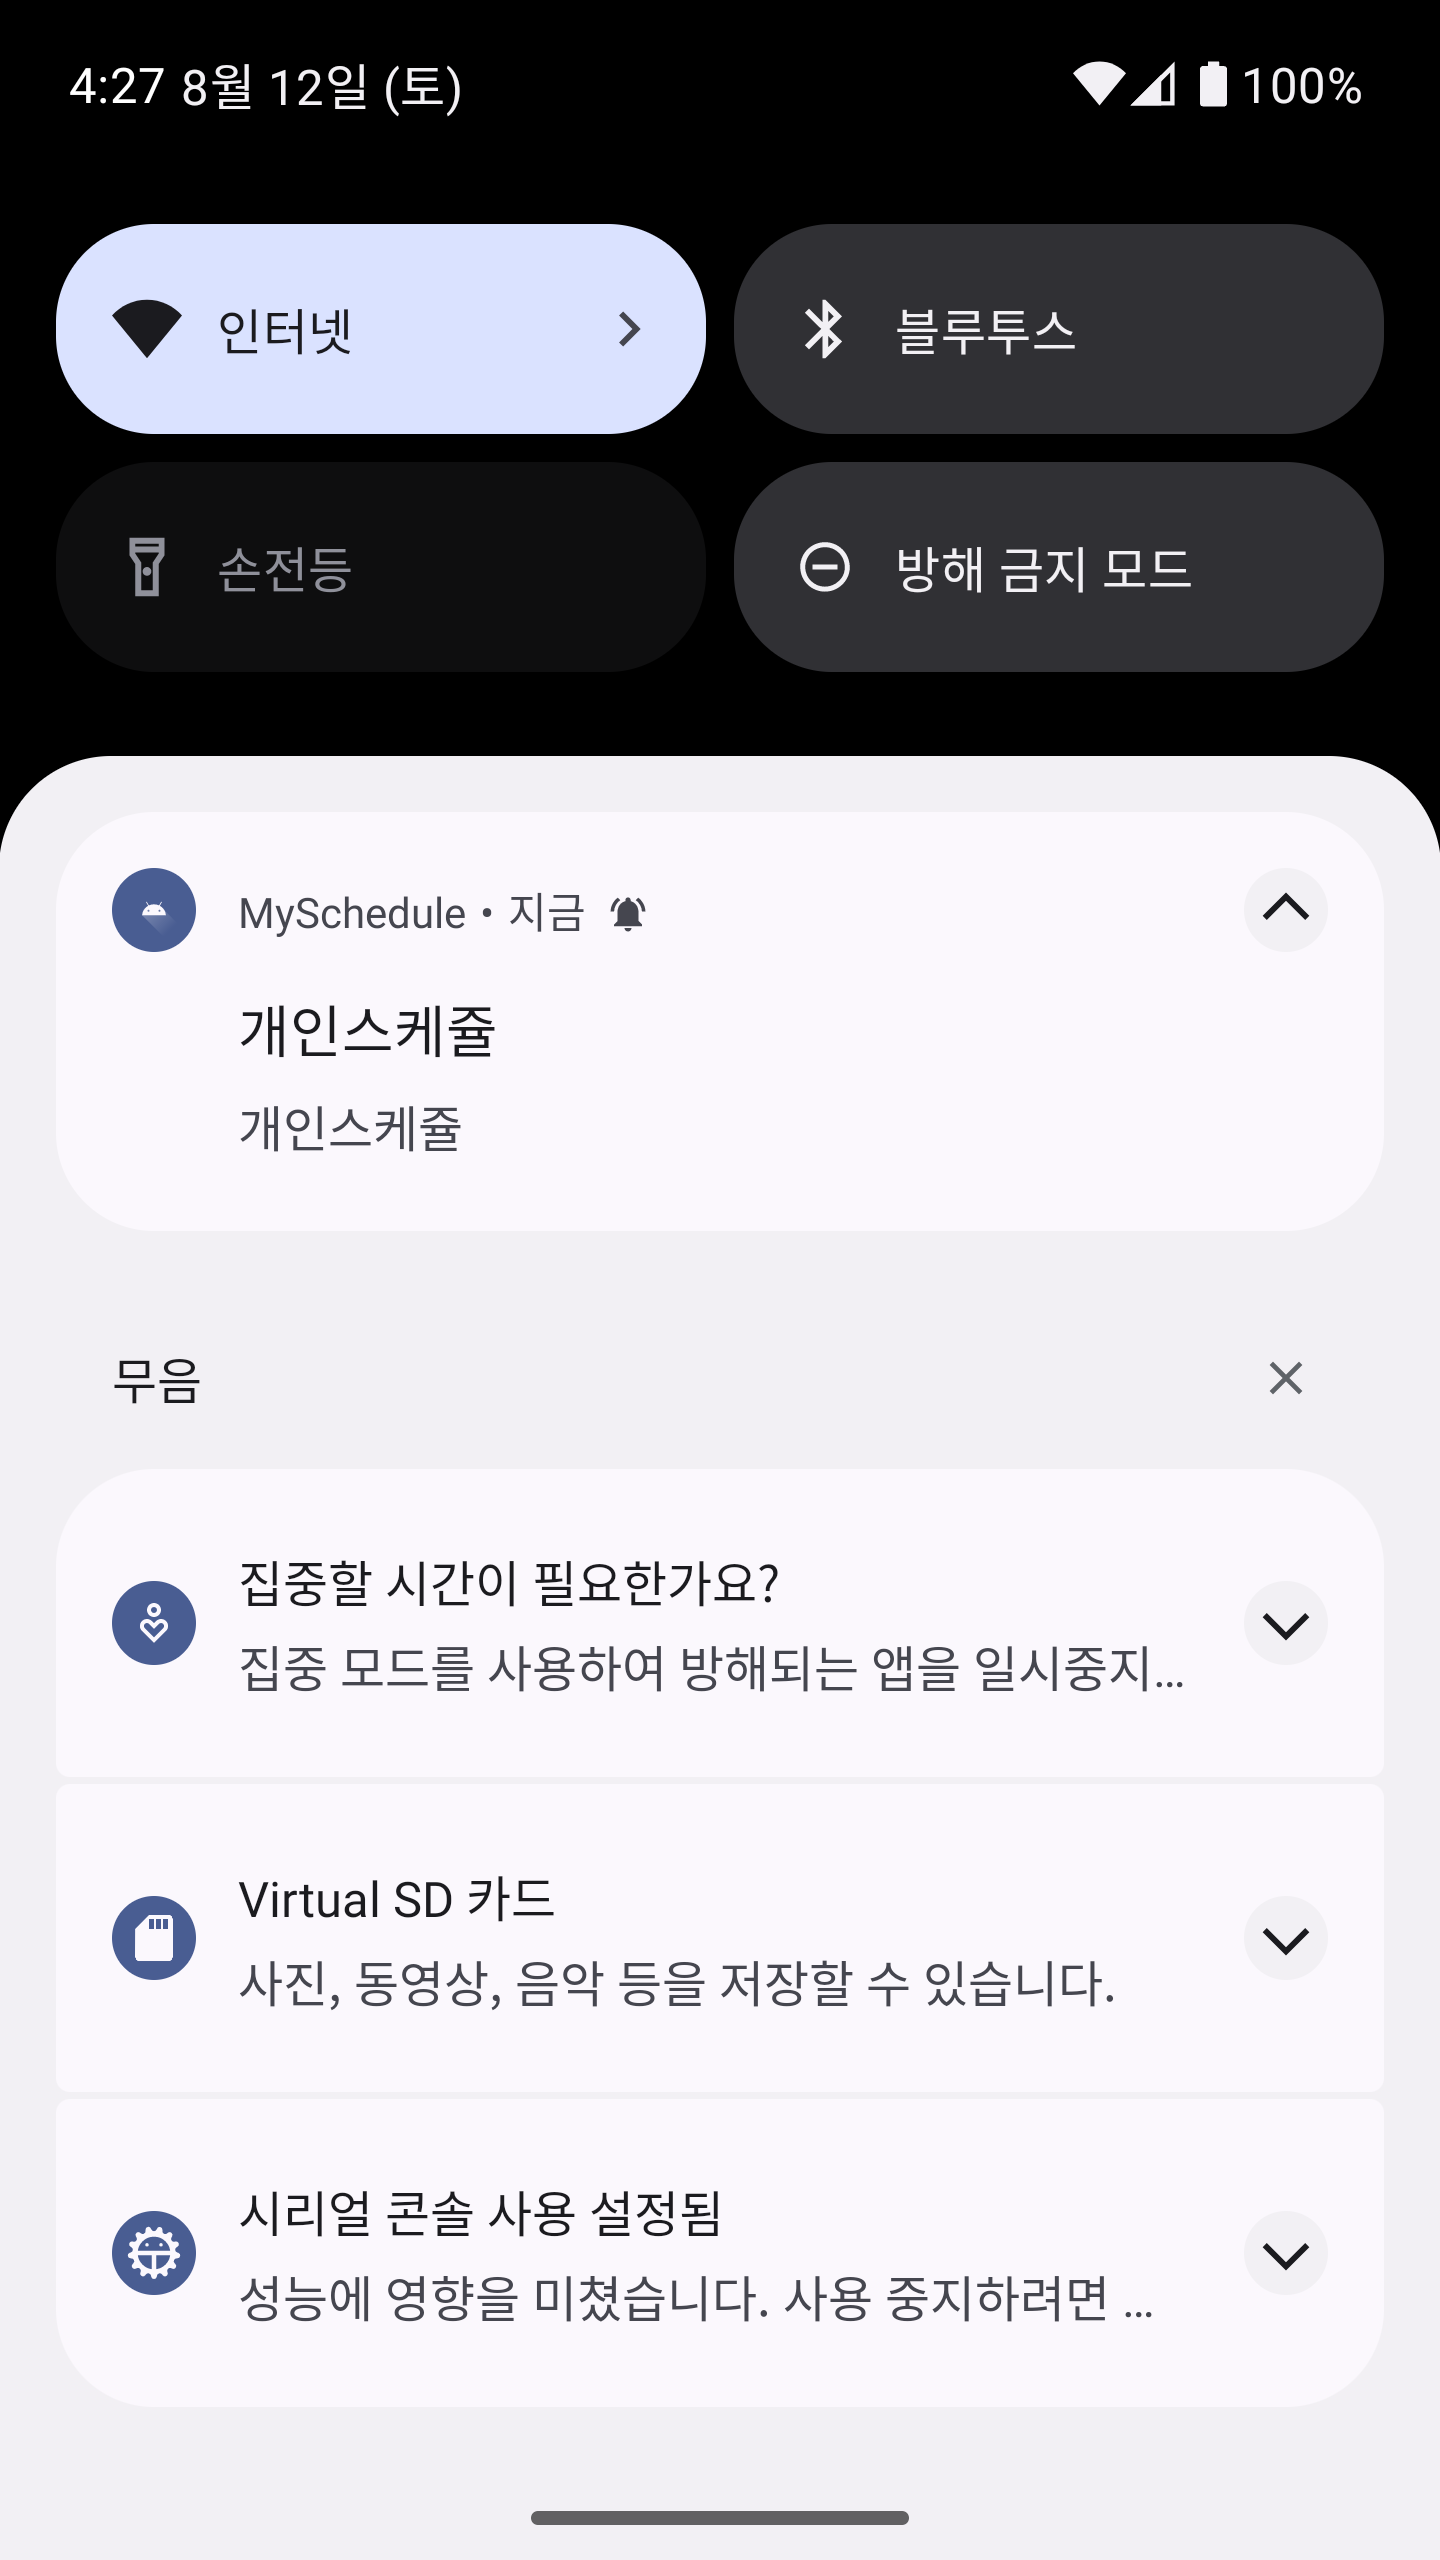 4:27 8월 12일 (토) 100%
인터넷
블루투스
손전등
방해 금지 모드
MySchedule • 지금
개인스케쥴
개인스케쥴
무음
집중할 시간이 필요한가요?
집중 모드를 사용하여 방해되는 앱을 일시중지…
Virtual SD 카드
사진, 동영상, 음악 등을 저장할 수 있습니다.
시리얼 콘솔 사용 설정됨
성능에 영향을 미쳤습니다. 사용 중지하려면 …